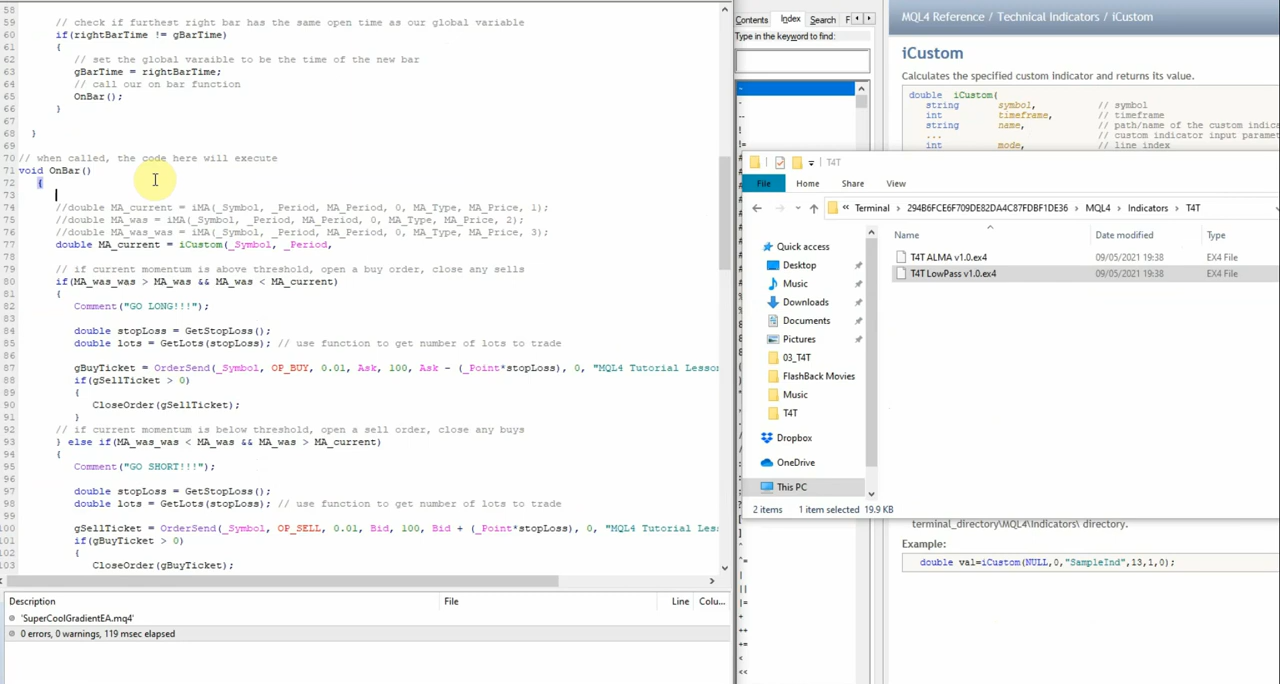 58
59 // check if furthest right bar has the same open time as our global variable
60 if(rightBarTime != gBarTime)
61 {
62 // set the global varaible to be the time of the new bar
63 gBarTime = rightBarTime;
64 // call our on bar function
65 OnBar();
66 }
67
68 }
69
70 // when called, the code here will execute
71 void OnBar()
72 {
73
74 //double MA_current = iMA(_Symbol, _Period, MA_Period, 0, MA_Type, MA_Price, 1);
75 //double MA_was = iMA(_Symbol, _Period, MA_Period, 0, MA_Type, MA_Price, 2);
76 //double MA_was_was = iMA(_Symbol, _Period, MA_Period, 0, MA_Type, MA_Price, 3);
77 double MA_current = iCustom(_Symbol, _Period,
78
79 // if current momentum is above threshold, open a buy order, close any sells
80 if(MA_was_was > MA_was && MA_was < MA_current)
81 {
82 Comment("GO LONG!!!");
83
84 double stopLoss = GetStopLoss();
85 double lots = GetLots(stopLoss); // use function to get number of lots to trade
86
87 gBuyTicket = OrderSend(_Symbol, OP_BUY, 0.01, Ask, 100, Ask - (_Point*stopLoss), 0, "MQL4 Tutorial Lesso
88 if(gSellTicket > 0)
89 {
90 CloseOrder(gSellTicket);
91 }
92 // if current momentum is below threshold, open a sell order, close any buys
93 } else if(MA_was_was < MA_was && MA_was > MA_current)
94 {
95 Comment("GO SHORT!!!");
96
97 double stopLoss = GetStopLoss();
98 double lots = GetLots(stopLoss); // use function to get number of lots to trade
99
100 gSellTicket = OrderSend(_Symbol, OP_SELL, 0.01, Bid, 100, Bid + (_Point*stopLoss), 0, "MQL4 Tutorial Les
101 if(gBuyTicket > 0)
102 {
103 CloseOrder(gBuyTicket);
Description File Line Colu...
'SuperCoolGradientEA.mq4'
0 errors, 0 warnings, 119 msec elapsed
Contents Index Search F
Type in the keyword to find:
MQL4 Reference / Technical Indicators / iCustom
iCustom
Calculates the specified custom indicator and returns its value.
double iCustom(
string symbol, // symbol
int timeframe, // timeframe
string name, // path/name of the custom indica
... // custom indicator input paramet
int mode, // line index
T4T
File Home Share View
« Terminal › 294B6FCE6F709DE82DA4C87FDBF1DE36 › MQL4 › Indicators › T4T
Name Date modified Type
Quick access
Desktop
Music
Downloads
Documents
Pictures
03_T4T
FlashBack Movies
Music
T4T
Dropbox
OneDrive
This PC
T4T ALMA v1.0.ex4 09/05/2021 19:38 EX4 File
T4T LowPass v1.0.ex4 09/05/2021 19:38 EX4 File
2 items 1 item selected 19.9 KB
terminal_directory\MQL4\Indicators\ directory.
Example:
double val=iCustom(NULL,0,"SampleInd",13,1,0);